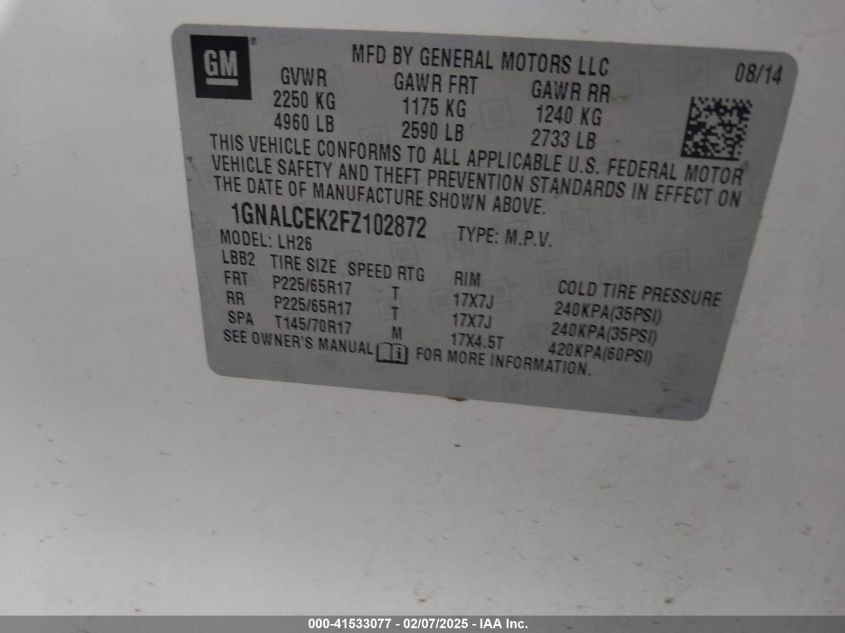 GM
MFD BY GENERAL MOTORS LLC 08/14
GVWR GAWR FRT GAWR RR
2250 KG 1175 KG 1240 KG
4960 LB 2590 LB 2733 LB
THIS VEHICLE CONFORMS TO ALL APPLICABLE U.S. FEDERAL MOTOR
VEHICLE SAFETY AND THEFT PREVENTION STANDARDS IN EFFECT ON
THE DATE OF MANUFACTURE SHOWN ABOVE.
1GNALCEK2FZ102872 TYPE: M.P.V.
MODEL: LH26
LBB2 TIRE SIZE SPEED RTG RIM COLD TIRE PRESSURE
FRT P225/65R17 T 17X7J 240KPA(35PSI)
RR P225/65R17 T 17X7J 240KPA(35PSI)
SPA T145/70R17 M 17X4.5T 420KPA(60PSI)
SEE OWNER'S MANUAL FOR MORE INFORMATION.
000-41533077 - 02/07/2025 - IAA Inc.